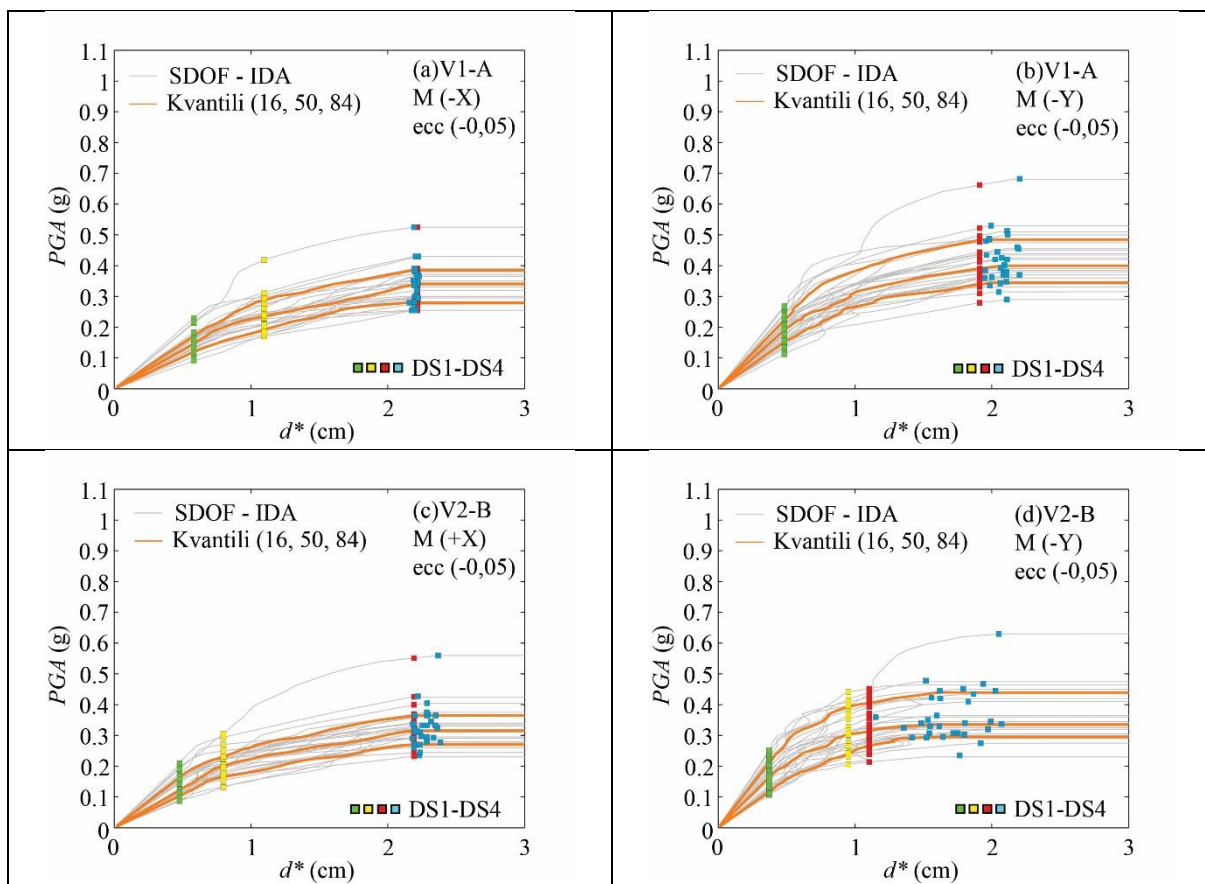 1.1
1
0.9
0.8
0.7
0.6
0.5
0.4
0.3
0.2
0.1
0
PGA (g)
SDOF - IDA
Kvantili (16, 50, 84)
(a)V1-A
M (-X)
ecc (-0,05)
DS1-DS4
0 1 2 3
d* (cm)
1.1
1
0.9
0.8
0.7
0.6
0.5
0.4
0.3
0.2
0.1
0
PGA (g)
SDOF - IDA
Kvantili (16, 50, 84)
(b)V1-A
M (-Y)
ecc (-0,05)
DS1-DS4
0 1 2 3
d* (cm)
1.1
1
0.9
0.8
0.7
0.6
0.5
0.4
0.3
0.2
0.1
0
PGA (g)
SDOF - IDA
Kvantili (16, 50, 84)
(c)V2-B
M (+X)
ecc (-0,05)
DS1-DS4
0 1 2 3
d* (cm)
1.1
1
0.9
0.8
0.7
0.6
0.5
0.4
0.3
0.2
0.1
0
PGA (g)
SDOF - IDA
Kvantili (16, 50, 84)
(d)V2-B
M (-Y)
ecc (-0,05)
DS1-DS4
0 1 2 3
d* (cm)